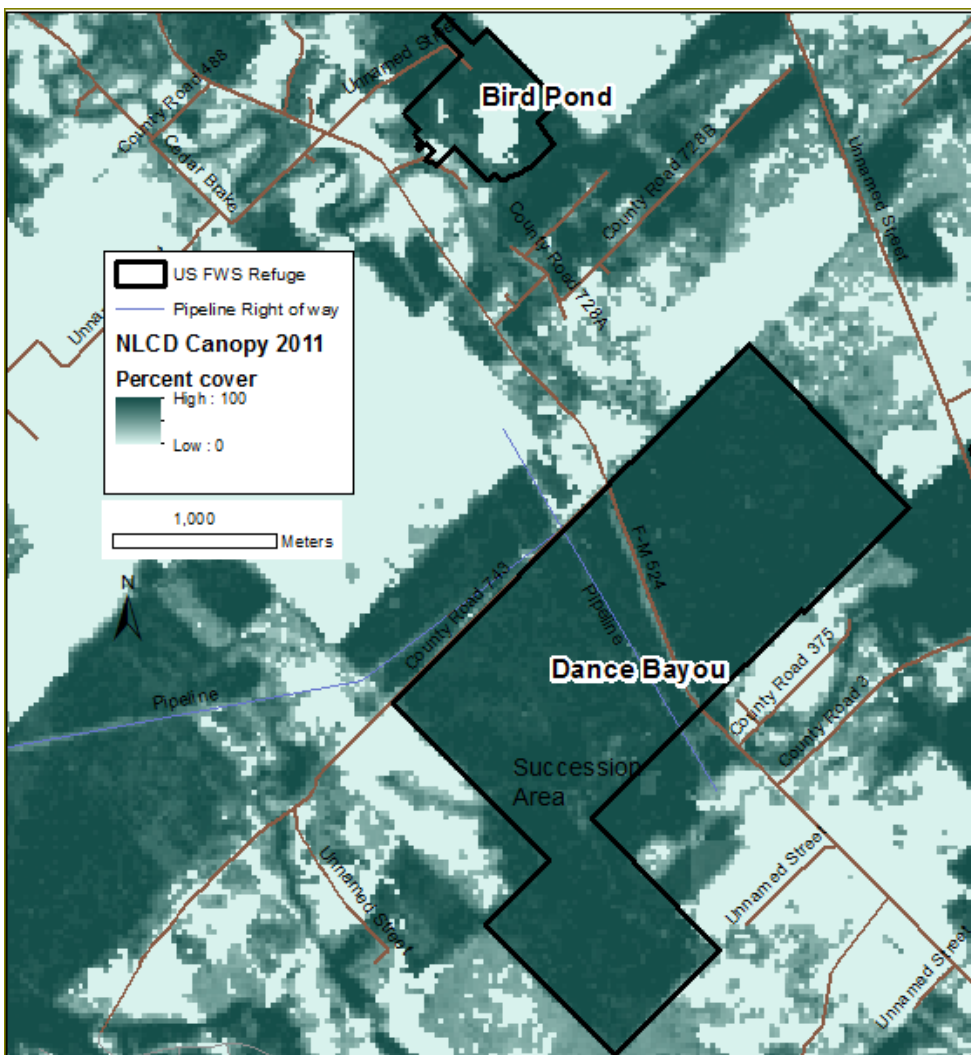 Unnamed Street
Bird Pond
County Road 488
Cedar Brake
County Road 728B
Unnamed Street
County Road 728A
US FWS Refuge
Pipeline Right of way
NLCD Canopy 2011
Percent cover
High : 100
Low : 0
Unna
1,000
Meters
N
County Road 743
F-M 524
Pipeline
Dance Bayou
County Road 375
County Road 3
Pipeline
Succession
Area
Unnamed Street
Unnamed Street
Unnamed Street